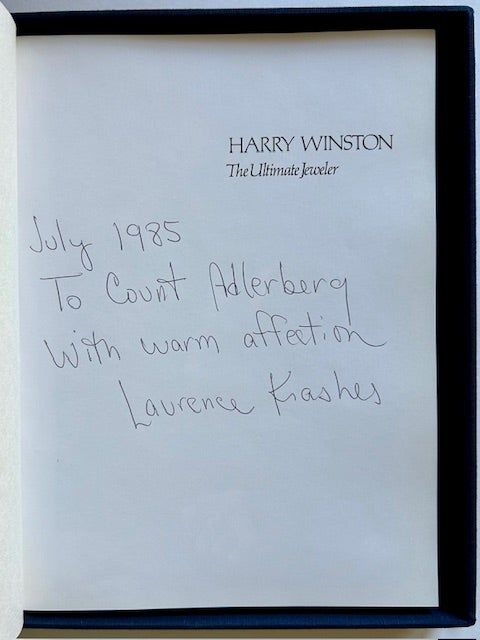 HARRY WINSTON
The Ultimate Jeweler
July 1985
To Count Adlerberg
with warm affection
Laurence Krashes